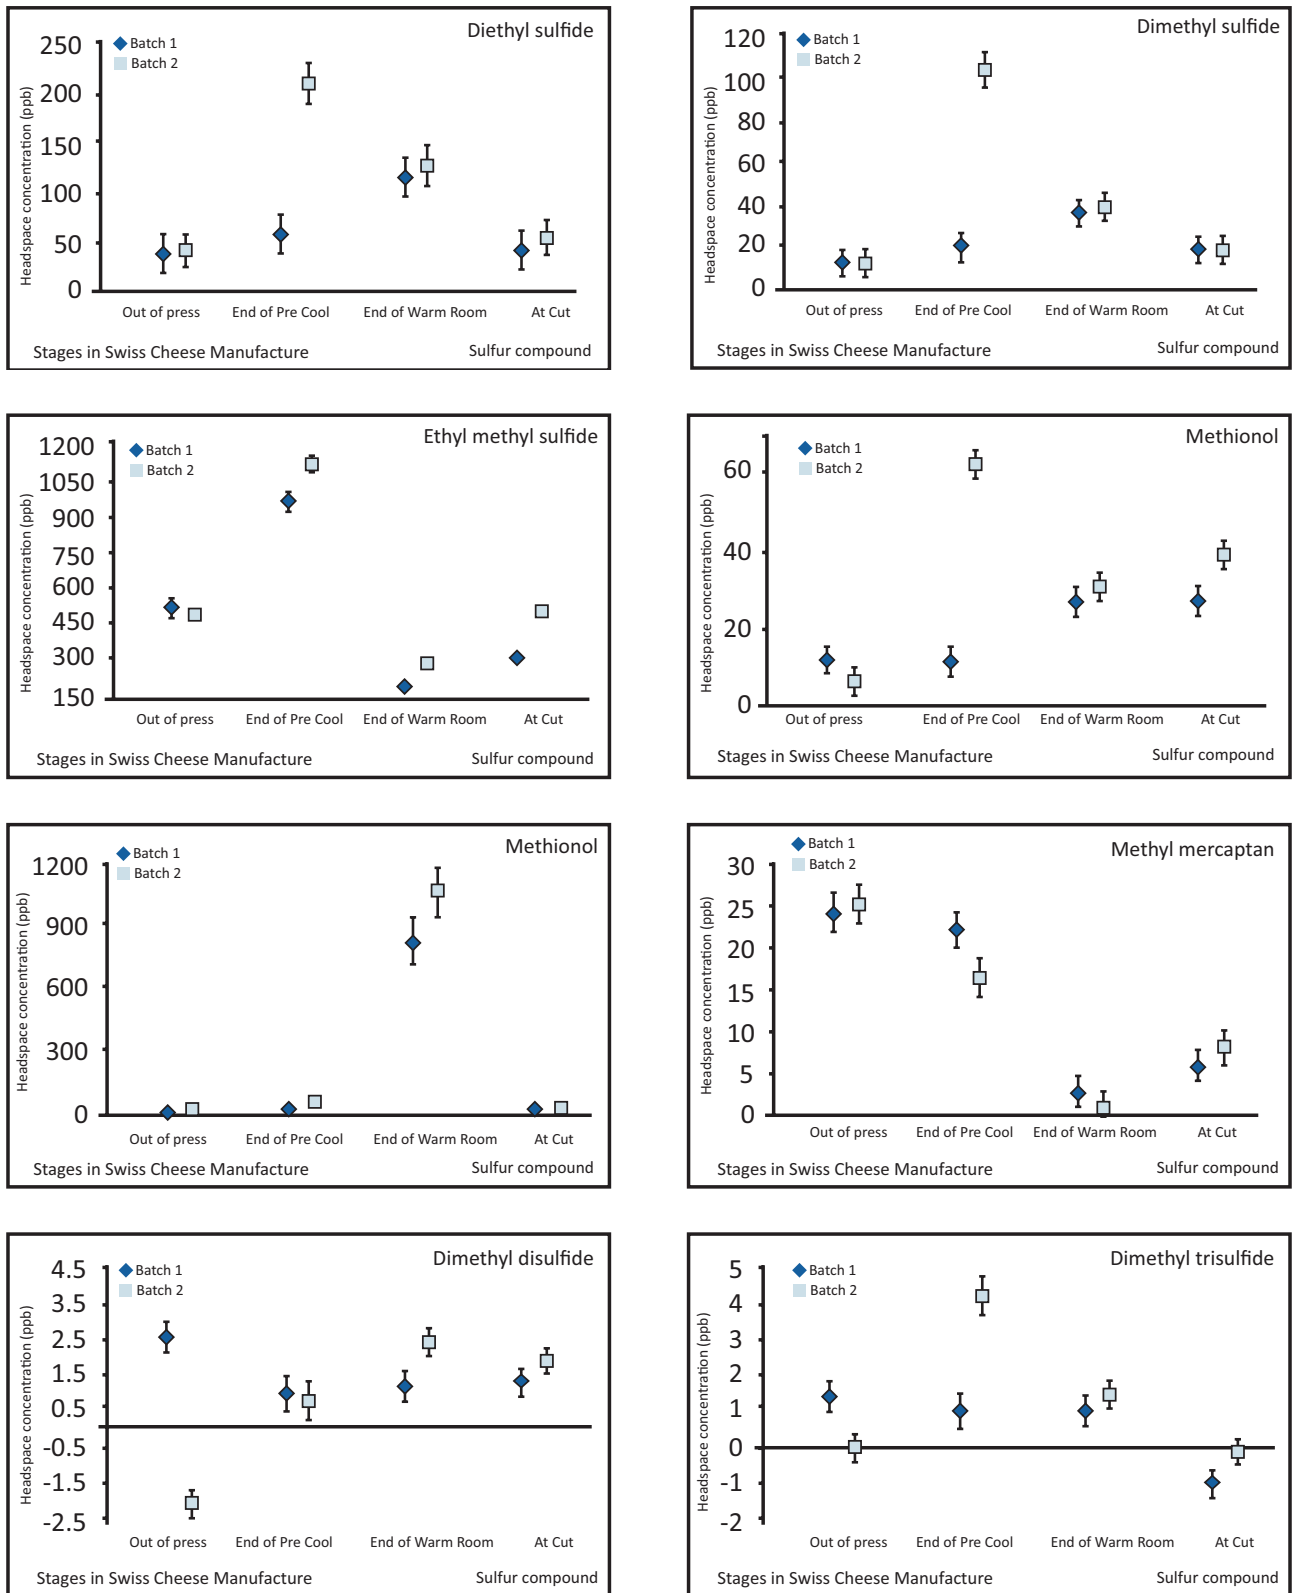 Diethyl sulfide
Batch 1
Batch 2
Headspace concentration (ppb)
250
200
150
100
50
0
Out of press End of Pre Cool End of Warm Room At Cut
Stages in Swiss Cheese Manufacture Sulfur compound
Dimethyl sulfide
Batch 1
Batch 2
Headspace concentration (ppb)
120
100
80
60
40
20
0
Out of press End of Pre Cool End of Warm Room At Cut
Stages in Swiss Cheese Manufacture Sulfur compound
Ethyl methyl sulfide
Batch 1
Batch 2
Headspace concentration (ppb)
1200
1050
900
750
600
450
300
150
Out of press End of Pre Cool End of Warm Room At Cut
Stages in Swiss Cheese Manufacture Sulfur compound
Methionol
Batch 1
Batch 2
Headspace concentration (ppb)
60
40
20
0
Out of press End of Pre Cool End of Warm Room At Cut
Stages in Swiss Cheese Manufacture Sulfur compound
Methionol
Batch 1
Batch 2
Headspace concentration (ppb)
1200
900
600
300
0
Out of press End of Pre Cool End of Warm Room At Cut
Stages in Swiss Cheese Manufacture Sulfur compound
Methyl mercaptan
Batch 1
Batch 2
Headspace concentration (ppb)
30
25
20
15
10
5
0
Out of press End of Pre Cool End of Warm Room At Cut
Stages in Swiss Cheese Manufacture Sulfur compound
Dimethyl disulfide
Batch 1
Batch 2
Headspace concentration (ppb)
4.5
3.5
2.5
1.5
0.5
-0.5
-1.5
-2.5
Out of press End of Pre Cool End of Warm Room At Cut
Stages in Swiss Cheese Manufacture Sulfur compound
Dimethyl trisulfide
Batch 1
Batch 2
Headspace concentration (ppb)
5
4
3
2
1
0
-1
-2
Out of press End of Pre Cool End of Warm Room At Cut
Stages in Swiss Cheese Manufacture Sulfur compound